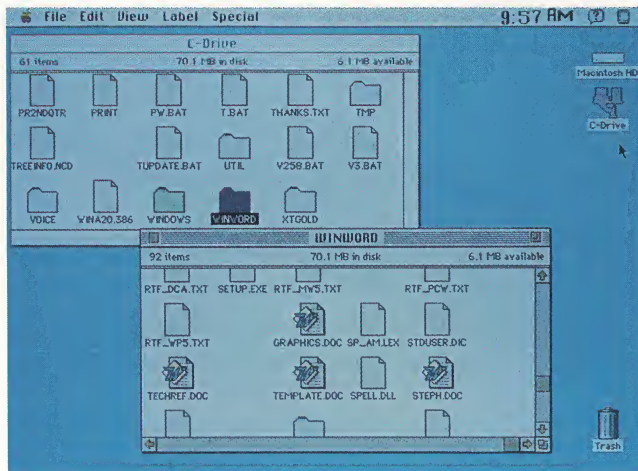 File Edit View Label Special 9:57 AM
C-Drive
61 items 70.1 MB in disk 6.1 MB available
PR2NDQTR PRINT PW.BAT T.BAT THANKS.TXT TMP
TREEINFO.NCD TUPDATE.BAT UTIL V258.BAT V3.BAT
VOICE WINA20.386 WINDOWS WINWORD XTGOLD
WINWORD
92 items 70.1 MB in disk 6.1 MB available
RTF_DCA.TXT SETUP.EXE RTF_MW5.TXT RTF_PCW.TXT
RTF_WP5.TXT GRAPHICS.DOC SP_AM.LEX STDUSER.DIC
TECHREF.DOC TEMPLATE.DOC SPELL.DLL STEPH.DOC
Macintosh HD
C-Drive
Trash